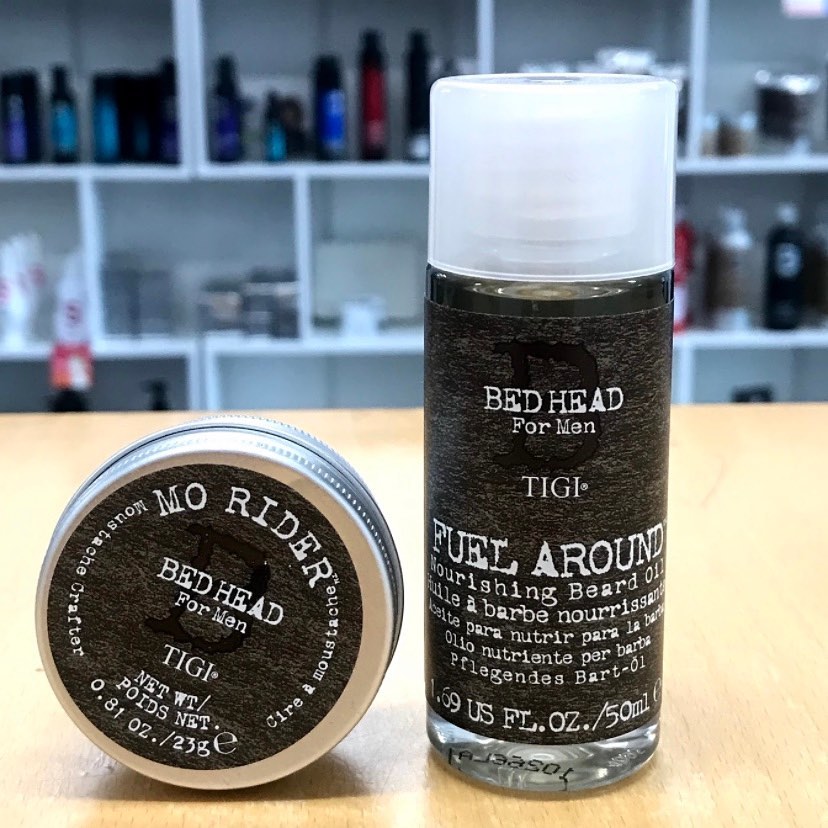 MO RIDER™
Moustache Crafter
BED HEAD
For Men
TIGI®
NET WT/
POIDS NET.
0.81 OZ./23g e
Cire à moustache
B
BED HEAD
For Men
TIGI®
FUEL AROUND
Nourishing Beard Oil
Huile à barbe nourrissante
Aceite para nutrir para la barba
Olio nutriente per barba
Pflegendes Bart-Öl
1.69 US FL.OZ./50ml e